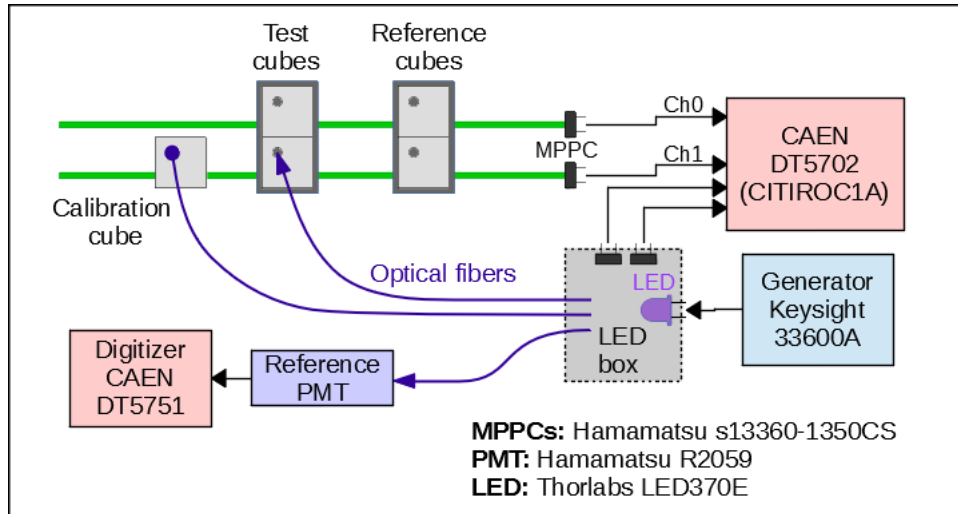 Test
cubes
Reference
cubes
Ch0
MPPC
Ch1
CAEN
DT5702
(CITIROC1A)
Calibration
cube
Optical fibers
LED
LED
box
Generator
Keysight
33600A
Digitizer
CAEN
DT5751
Reference
PMT
MPPCs: Hamamatsu s13360-1350CS
PMT: Hamamatsu R2059
LED: Thorlabs LED370E